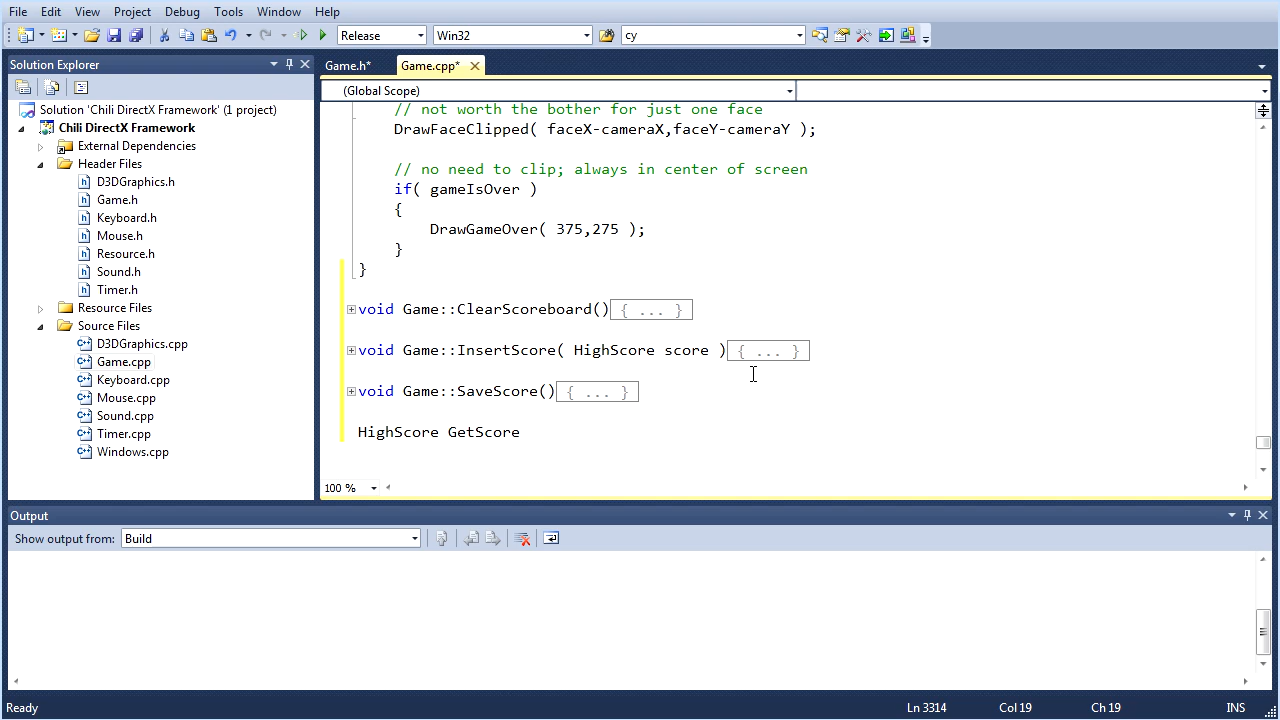 File Edit View Project Debug Tools Window Help
Release Win32 cy
Solution Explorer
Game.h* Game.cpp*
(Global Scope)
Solution 'Chili DirectX Framework' (1 project)
Chili DirectX Framework
External Dependencies
Header Files
D3DGraphics.h
Game.h
Keyboard.h
Mouse.h
Resource.h
Sound.h
Timer.h
Resource Files
Source Files
D3DGraphics.cpp
Game.cpp
Keyboard.cpp
Mouse.cpp
Sound.cpp
Timer.cpp
Windows.cpp
// not worth the bother for just one face
DrawFaceClipped( faceX-cameraX,faceY-cameraY );
// no need to clip; always in center of screen
if( gameIsOver )
{
DrawGameOver( 375,275 );
}
}
void Game::ClearScoreboard(){ ... }
void Game::InsertScore( HighScore score ){ ... }
void Game::SaveScore(){ ... }
HighScore GetScore
100 %
Output
Show output from: Build
Ready Ln 3314 Col 19 Ch 19 INS